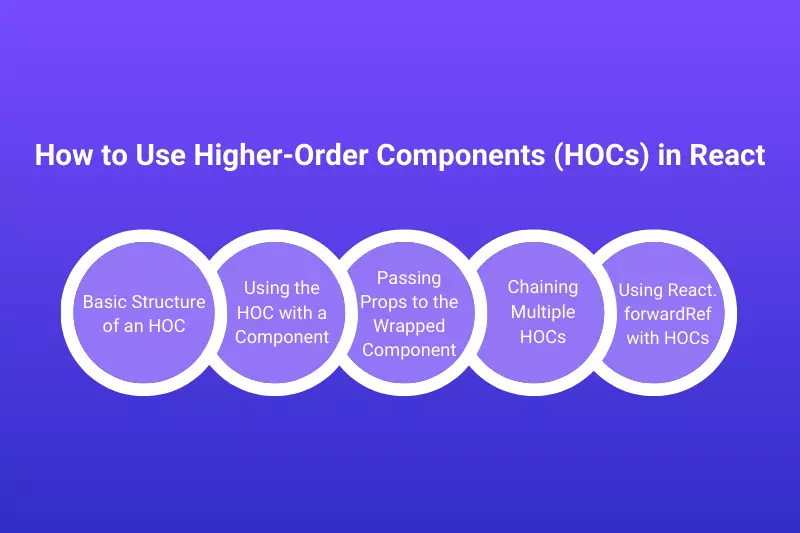 How to Use Higher-Order Components (HOCs) in React
Basic Structure
of an HOC
Using the
HOC with a
Component
Passing
Props to the
Wrapped
Component
Chaining
Multiple
HOCs
Using React.
forwardRef
with HOCs